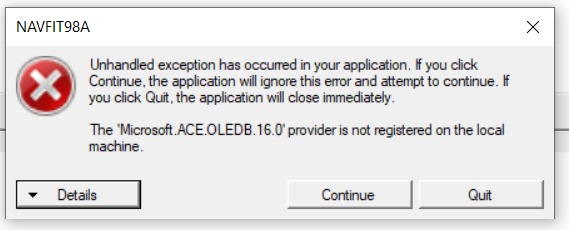 NAVFIT98A
Unhandled exception has occurred in your application. If you click
Continue, the application will ignore this error and attempt to continue. If
you click Quit, the application will close immediately.
The 'Microsoft.ACE.OLEDB.16.0' provider is not registered on the local
machine.
Details
Continue
Quit